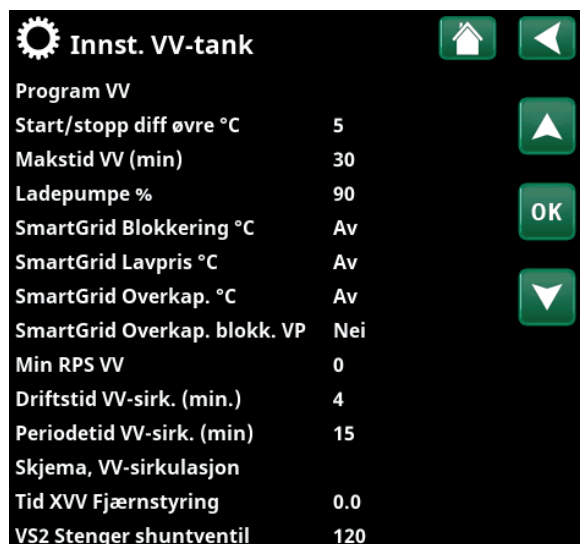 Innst. VV-tank
Program VV
Start/stopp diff øvre °C 5
Makstid VV (min) 30
Ladepumpe % 90
OK
SmartGrid Blokkering °C Av
SmartGrid Lavpris °C Av
SmartGrid Overkap. °C Av
SmartGrid Overkap. blokk. VP Nei
Min RPS VV 0
Driftstid VV-sirk. (min.) 4
Periodetid VV-sirk. (min) 15
Skjema, VV-sirkulasjon
Tid XVV Fjærnstyring 0.0
VS2 Stenger shuntventil 120